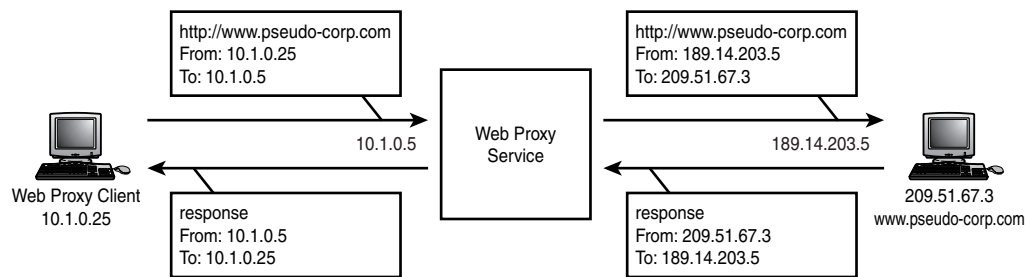 http://www.pseudo-corp.com
From: 10.1.0.25
To: 10.1.0.5
http://www.pseudo-corp.com
From: 189.14.203.5
To: 209.51.67.3
10.1.0.5
Web Proxy
Service
189.14.203.5
Web Proxy Client
10.1.0.25
209.51.67.3
www.pseudo-corp.com
response
From: 10.1.0.5
To: 10.1.0.25
response
From: 209.51.67.3
To: 189.14.203.5